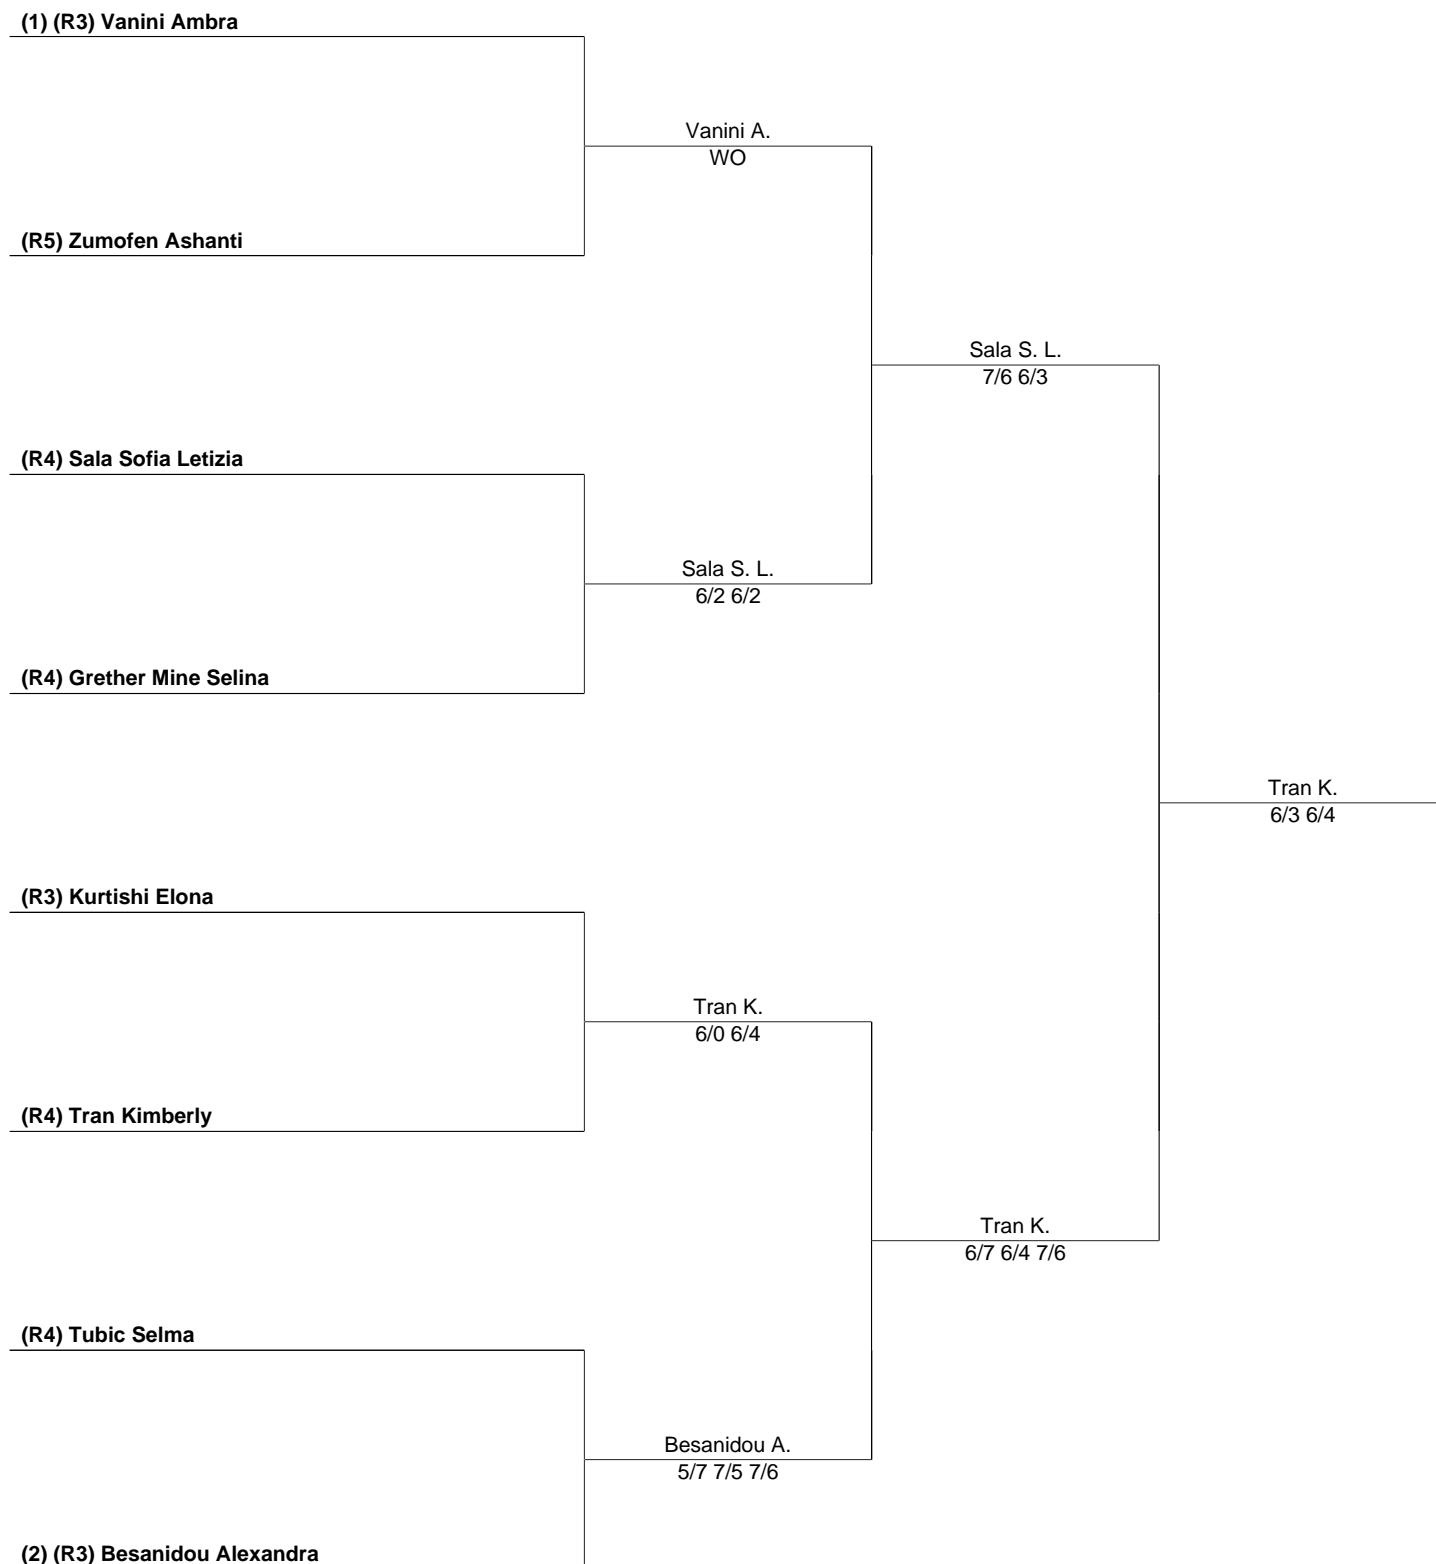 (1) (R3) Vanini Ambra
Vanini A.
WO
(R5) Zumofen Ashanti
Sala S. L.
7/6 6/3
(R4) Sala Sofia Letizia
Sala S. L.
6/2 6/2
(R4) Grether Mine Selina
Tran K.
6/3 6/4
(R3) Kurtishi Elona
Tran K.
6/0 6/4
(R4) Tran Kimberly
Tran K.
6/7 6/4 7/6
(R4) Tubic Selma
Besanidou A.
5/7 7/5 7/6
(2) (R3) Besanidou Alexandra